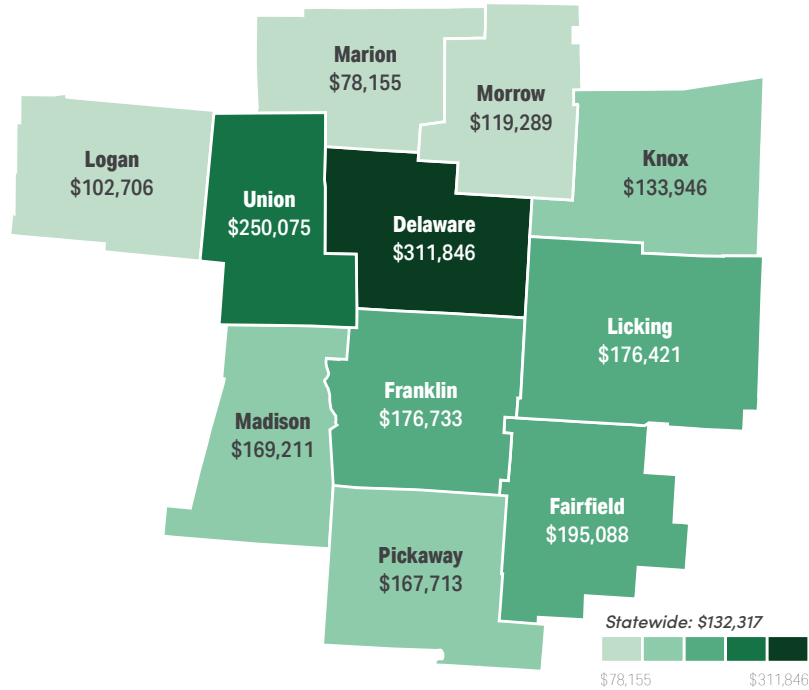 Marion
$78,155
Morrow
$119,289
Logan
$102,706
Knox
$133,946
Union
$250,075
Delaware
$311,846
Licking
$176,421
Franklin
$176,733
Madison
$169,211
Fairfield
$195,088
Pickaway
$167,713
Statewide: $132,317
$78,155
$311,846